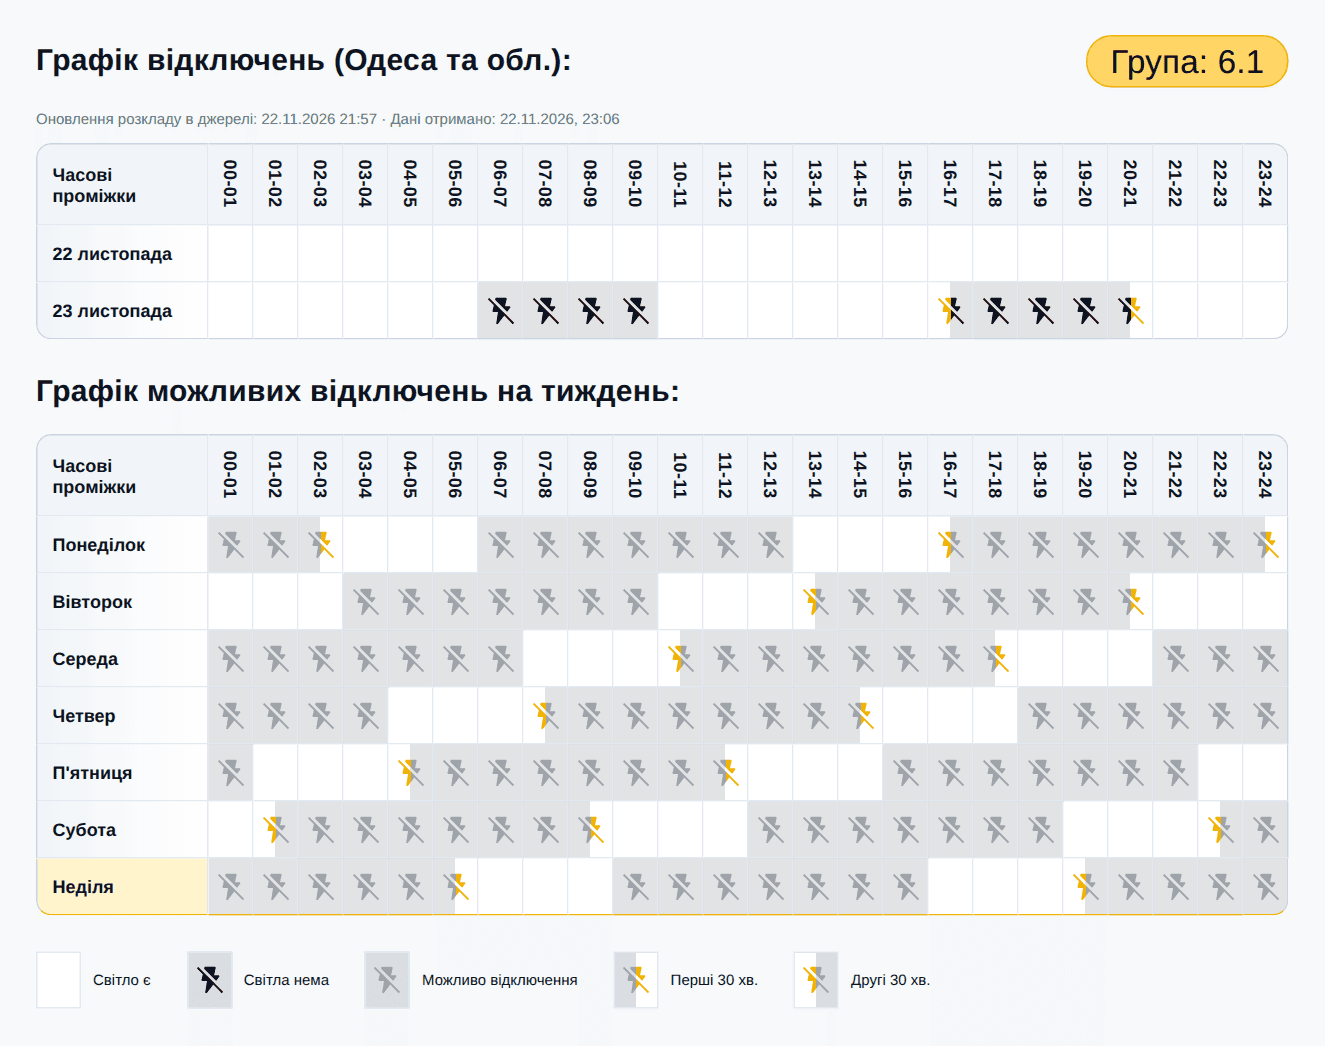 Графік відключень (Одеса та обл.):
Група: 6.1
Оновлення розкладу в джерелі: 22.11.2026 21:57 · Дані отримано: 22.11.2026, 23:06
Часові проміжки 00-01 01-02 02-03 03-04 04-05 05-06 06-07 07-08 08-09 09-10 10-11 11-12 12-13 13-14 14-15 15-16 16-17 17-18 18-19 19-20 20-21 21-22 22-23 23-24
22 листопада
23 листопада
Графік можливих відключень на тиждень:
Часові проміжки 00-01 01-02 02-03 03-04 04-05 05-06 06-07 07-08 08-09 09-10 10-11 11-12 12-13 13-14 14-15 15-16 16-17 17-18 18-19 19-20 20-21 21-22 22-23 23-24
Понеділок
Вівторок
Середа
Четвер
П'ятниця
Субота
Неділя
Світло є Світла нема Можливо відключення Перші 30 хв. Другі 30 хв.